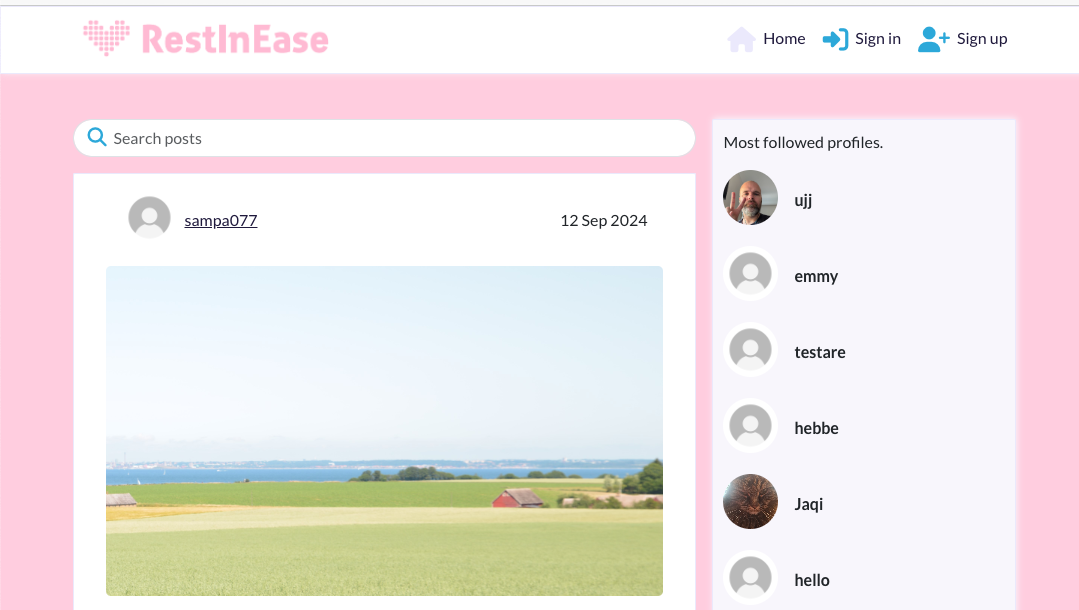 RestInEase
Home
Sign in
Sign up
Search posts
sampa077
12 Sep 2024
Most followed profiles.
ujj
emmy
testare
hebbe
Jaqi
hello